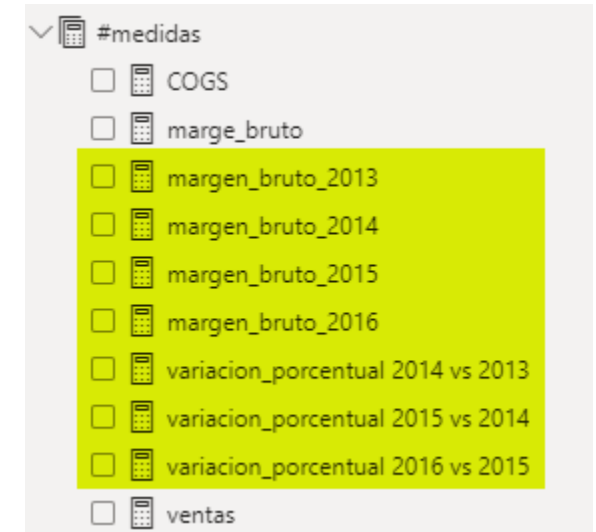 #medidas
COGS
marge_bruto
margen_bruto_2013
margen_bruto_2014
margen_bruto_2015
margen_bruto_2016
variacion_porcentual 2014 vs 2013
variacion_porcentual 2015 vs 2014
variacion_porcentual 2016 vs 2015
ventas